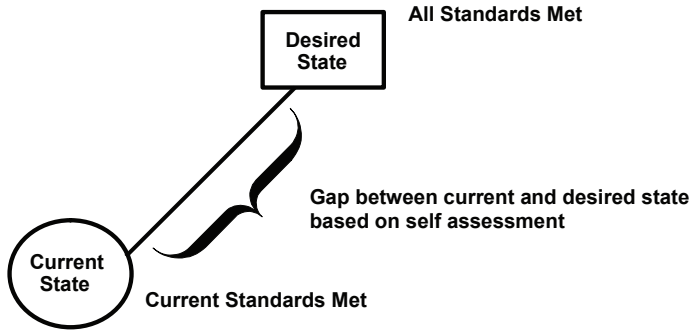 All Standards Met
Desired
State
Gap between current and desired state
based on self assessment
Current
State
Current Standards Met